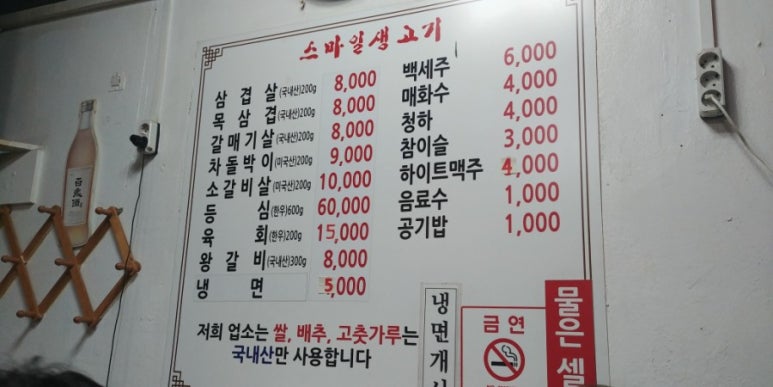 스마일생고기
삼겹살(국내산)200g 8,000
목삼겹(국내산)200g 8,000
갈매기살(국내산)200g 8,000
차돌박이(미국산)200g 9,000
소갈비살(미국산)200g 10,000
등심(한우)600g 60,000
육회(한우)200g 15,000
왕갈비(국내산)300g 8,000
냉면 5,000
백세주 6,000
매화수 4,000
청하 4,000
참이슬 3,000
하이트맥주 4,000
음료수 1,000
공기밥 1,000
저희 업소는 쌀, 배추, 고춧가루는
국내산만 사용합니다
냉면개시
금연
물은 셀
百歲酒